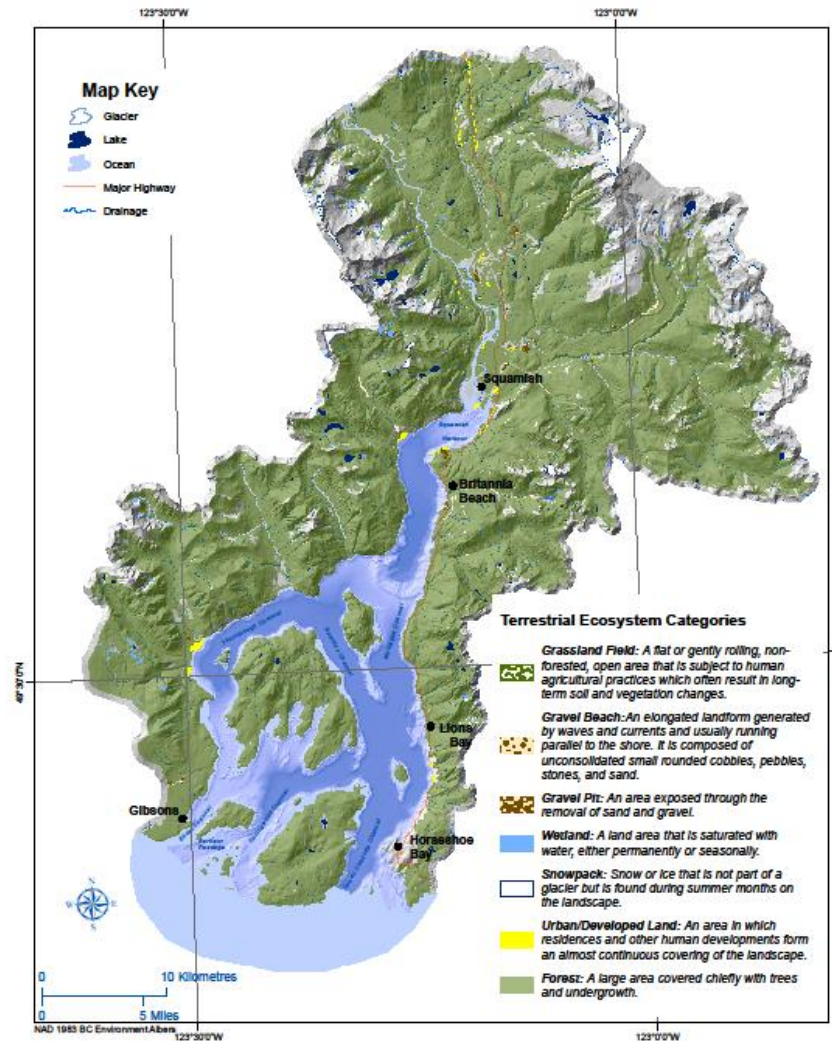 123°30'0"W
123°0'0"W
Map Key
Glacier
Lake
Ocean
Major Highway
Drainage
Squamish
Squamish
Harbour
Britannia
Beach
Terrestrial Ecosystem Categories
Grassland Field: A flat or gently rolling, non-
forested, open area that is subject to human
agricultural practices which often result in long-
term soil and vegetation changes.
49°30'0"N
Gravel Beach:An elongated landform generated
by waves and currents and usually running
parallel to the shore. It is composed of
unconsolidated small rounded cobbles, pebbles,
stones, and sand.
Lions
Bay
Gravel Pit: An area exposed through the
removal of sand and gravel.
Gibsons
Wetland: A land area that is saturated with
water, either permanently or seasonally.
Horseshoe
Bay
Snowpack: Snow or ice that is not part of a
glacier but is found during summer months on
the landscape.
N
W
E
S
Urban/Developed Land: An area in which
residences and other human developments form
an almost continuous covering of the landscape.
0
10 Kilometres
Forest: A large area covered chiefly with trees
and undergrowth.
0
5 Miles
NAD 1983 BC Environment Albers
123°30'0"W
123°0'0"W